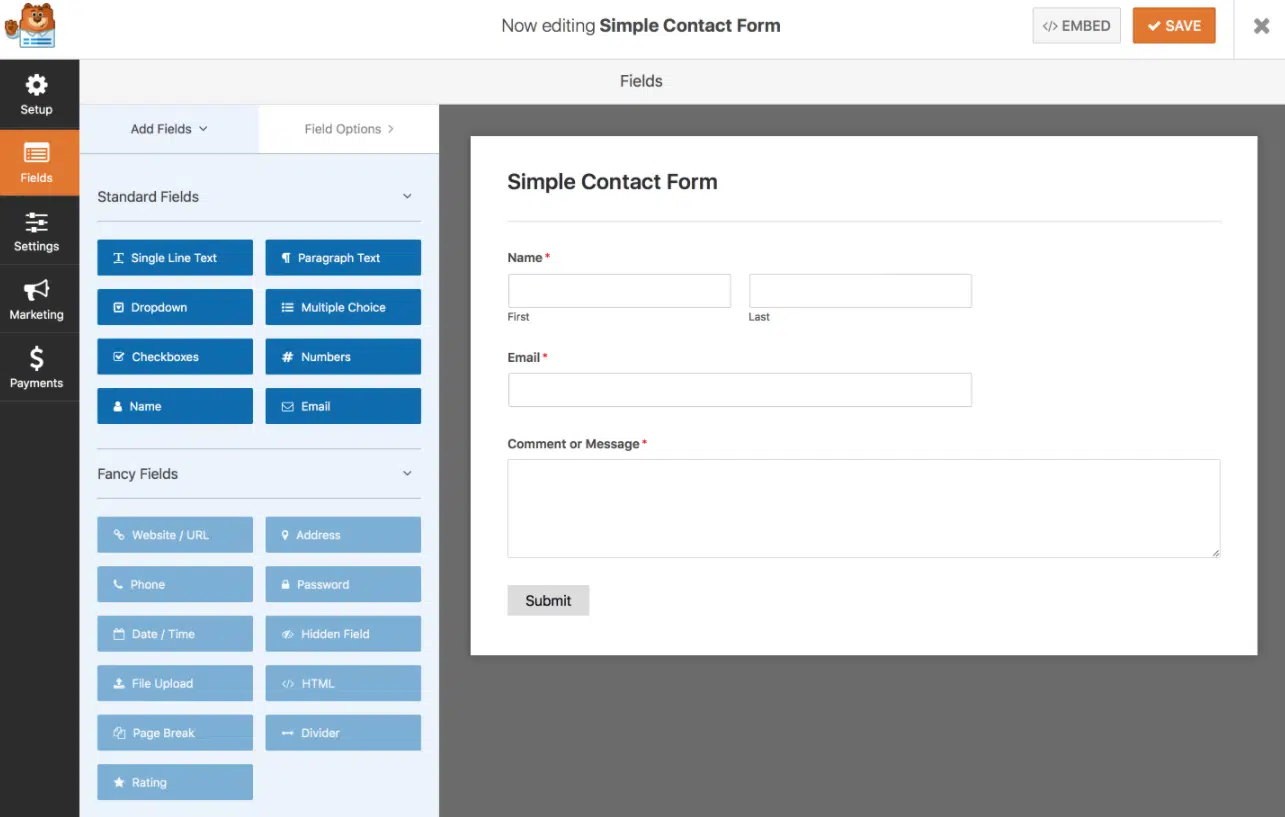 Now editing Simple Contact Form
</> EMBED
SAVE
Setup
Fields
Settings
Marketing
Payments
Fields
Add Fields
Field Options
Standard Fields
Single Line Text
Paragraph Text
Dropdown
Multiple Choice
Checkboxes
Numbers
Name
Email
Fancy Fields
Website / URL
Address
Phone
Password
Date / Time
Hidden Field
File Upload
</> HTML
Page Break
Divider
Rating
Simple Contact Form
Name *
First
Last
Email *
Comment or Message *
Submit